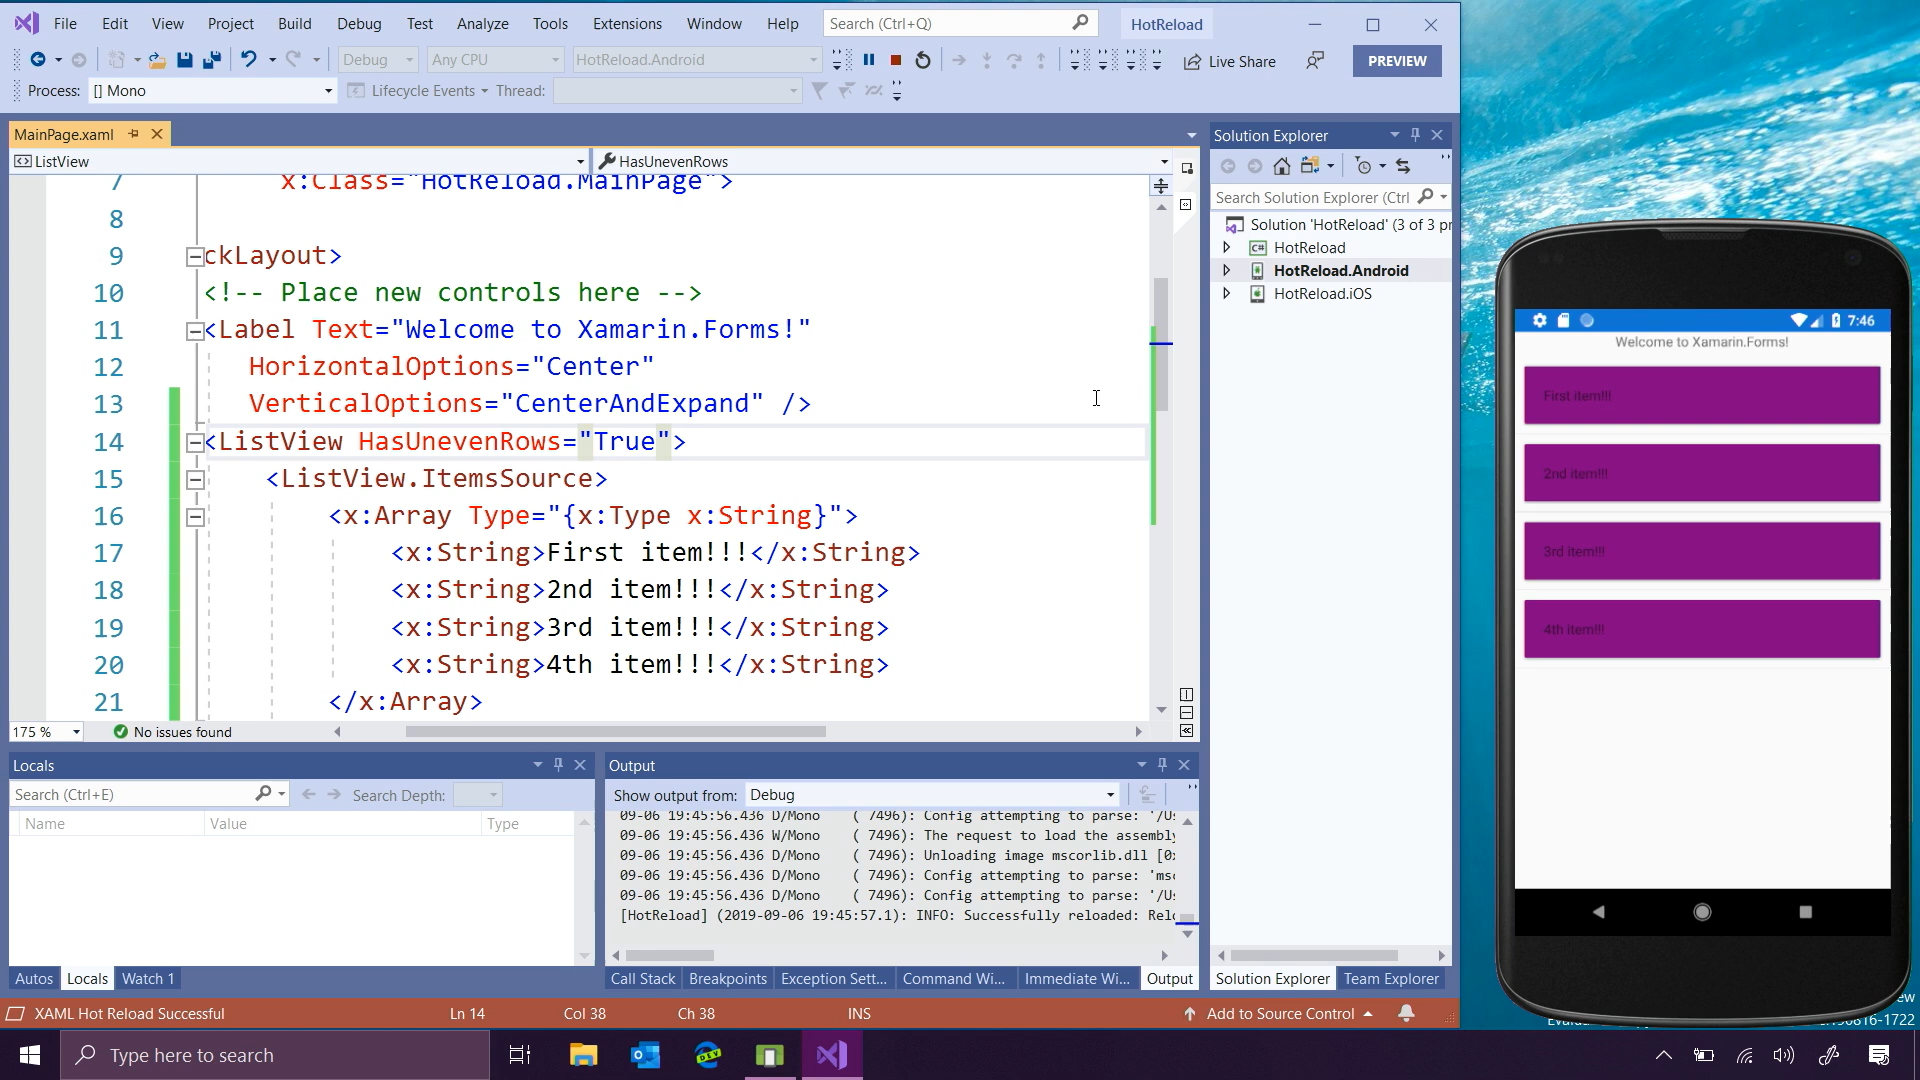 File Edit View Project Build Debug Test Analyze Tools Extensions Window Help Search (Ctrl+Q) HotReload
Debug Any CPU HotReload.Android Live Share PREVIEW
Process: [] Mono Lifecycle Events Thread:
MainPage.xaml
ListView HasUnevenRows
7 x:Class="HotReload.MainPage">
8
9 ckLayout>
10 <!-- Place new controls here -->
11 <Label Text="Welcome to Xamarin.Forms!"
12 HorizontalOptions="Center"
13 VerticalOptions="CenterAndExpand" />
14 <ListView HasUnevenRows="True">
15 <ListView.ItemsSource>
16 <x:Array Type="{x:Type x:String}">
17 <x:String>First item!!!</x:String>
18 <x:String>2nd item!!!</x:String>
19 <x:String>3rd item!!!</x:String>
20 <x:String>4th item!!!</x:String>
21 </x:Array>
175 % No issues found
Solution Explorer
Search Solution Explorer (Ctrl
Solution 'HotReload' (3 of 3 pr
C# HotReload
HotReload.Android
HotReload.iOS
Solution Explorer Team Explorer
Locals
Search (Ctrl+E) Search Depth:
Name Value Type
Autos Locals Watch 1
Output
Show output from: Debug
09-06 19:45:56.436 D/Mono ( 7496): Config attempting to parse: '/Us
09-06 19:45:56.436 W/Mono ( 7496): The request to load the assembly
09-06 19:45:56.436 D/Mono ( 7496): Unloading image mscorlib.dll [0x
09-06 19:45:56.436 D/Mono ( 7496): Config attempting to parse: 'msc
09-06 19:45:56.436 D/Mono ( 7496): Config attempting to parse: '/Us
[HotReload] (2019-09-06 19:45:57.1): INFO: Successfully reloaded: Relo
Call Stack Breakpoints Exception Sett... Command Wi... Immediate Wi... Output
XAML Hot Reload Successful Ln 14 Col 38 Ch 38 INS Add to Source Control
7:46
Welcome to Xamarin.Forms!
First item!!!
2nd item!!!
3rd item!!!
4th item!!!
Type here to search DEV